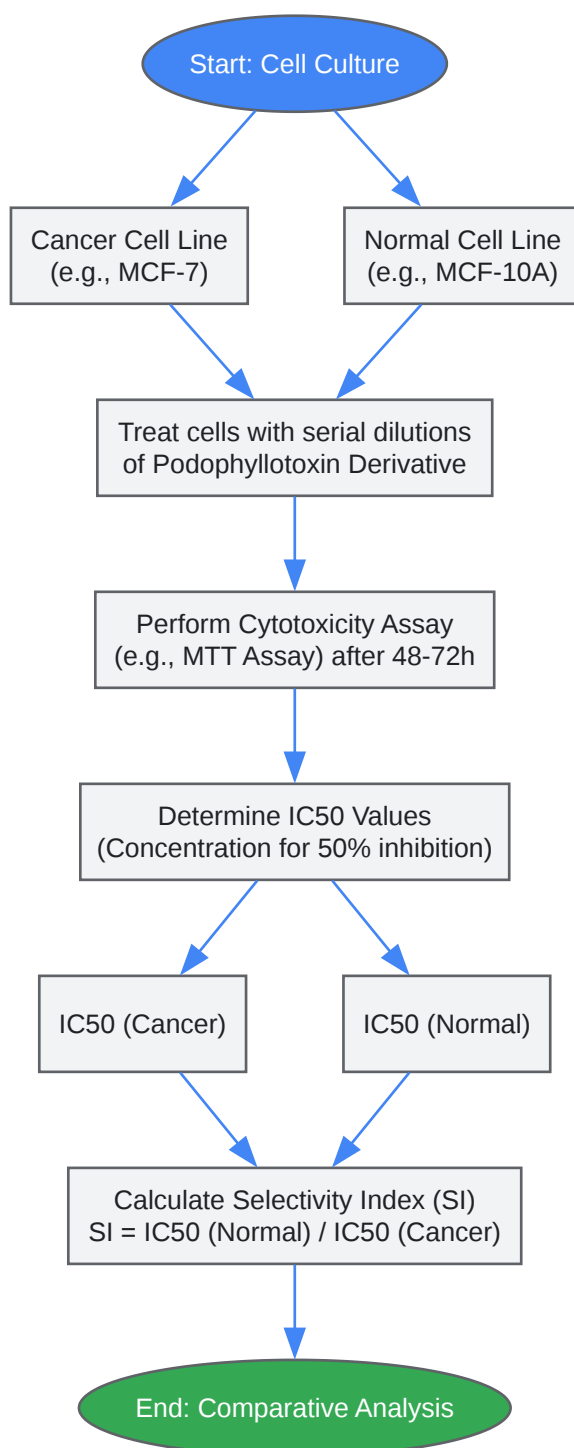 Start: Cell Culture
Cancer Cell Line
(e.g., MCF-7)
Normal Cell Line
(e.g., MCF-10A)
Treat cells with serial dilutions
of Podophyllotoxin Derivative
Perform Cytotoxicity Assay
(e.g., MTT Assay) after 48-72h
Determine IC50 Values
(Concentration for 50% inhibition)
IC50 (Cancer)
IC50 (Normal)
Calculate Selectivity Index (SI)
SI = IC50 (Normal) / IC50 (Cancer)
End: Comparative Analysis